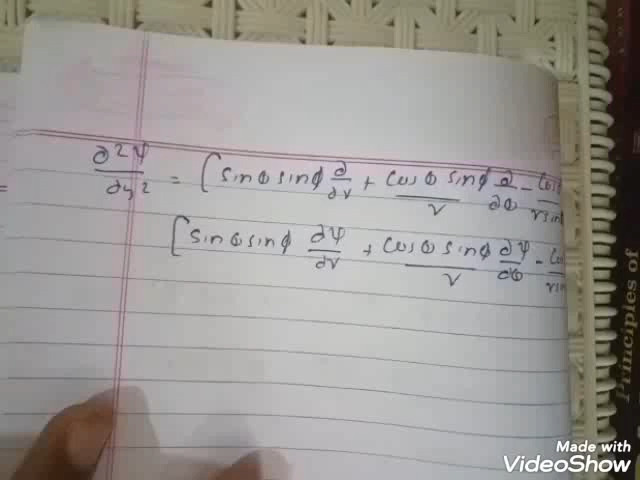 ∂²ψ/∂y² = [sinθ sinϕ ∂/∂r + cosθ sinϕ/r ∂/∂θ -
[sinθ sinϕ ∂ψ/∂r + cosθ sinϕ/r ∂ψ/∂θ -
Principles of
Made with
VideoShow